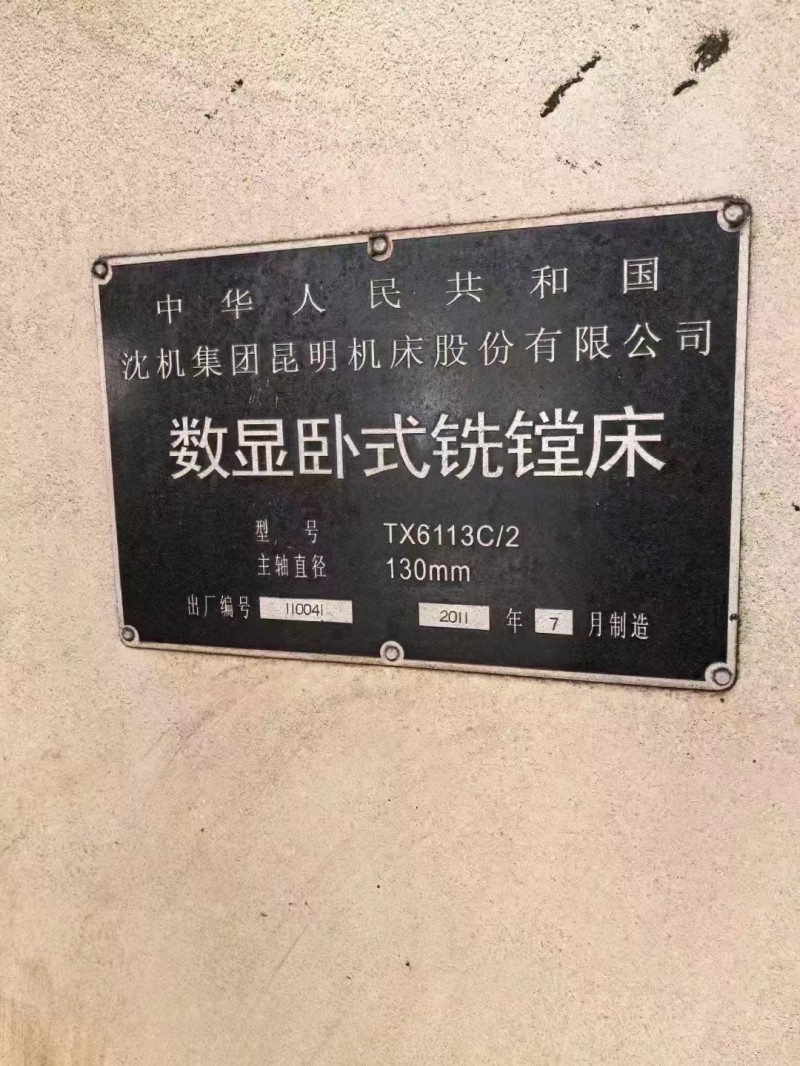 中华人民共和国
沈机集团昆明机床股份有限公司
数显卧式铣镗床
型号 TX6113C/2
主轴直径 130mm
出厂编号 110041 2011 年 7 月制造